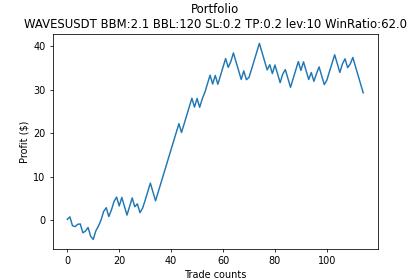 Portfolio
WAVESUSDT BBM:2.1 BBL:120 SL:0.2 TP:0.2 lev:10 WinRatio:62.0
40
30
20
10
0
Profit ($)
0 20 40 60 80 100
Trade counts